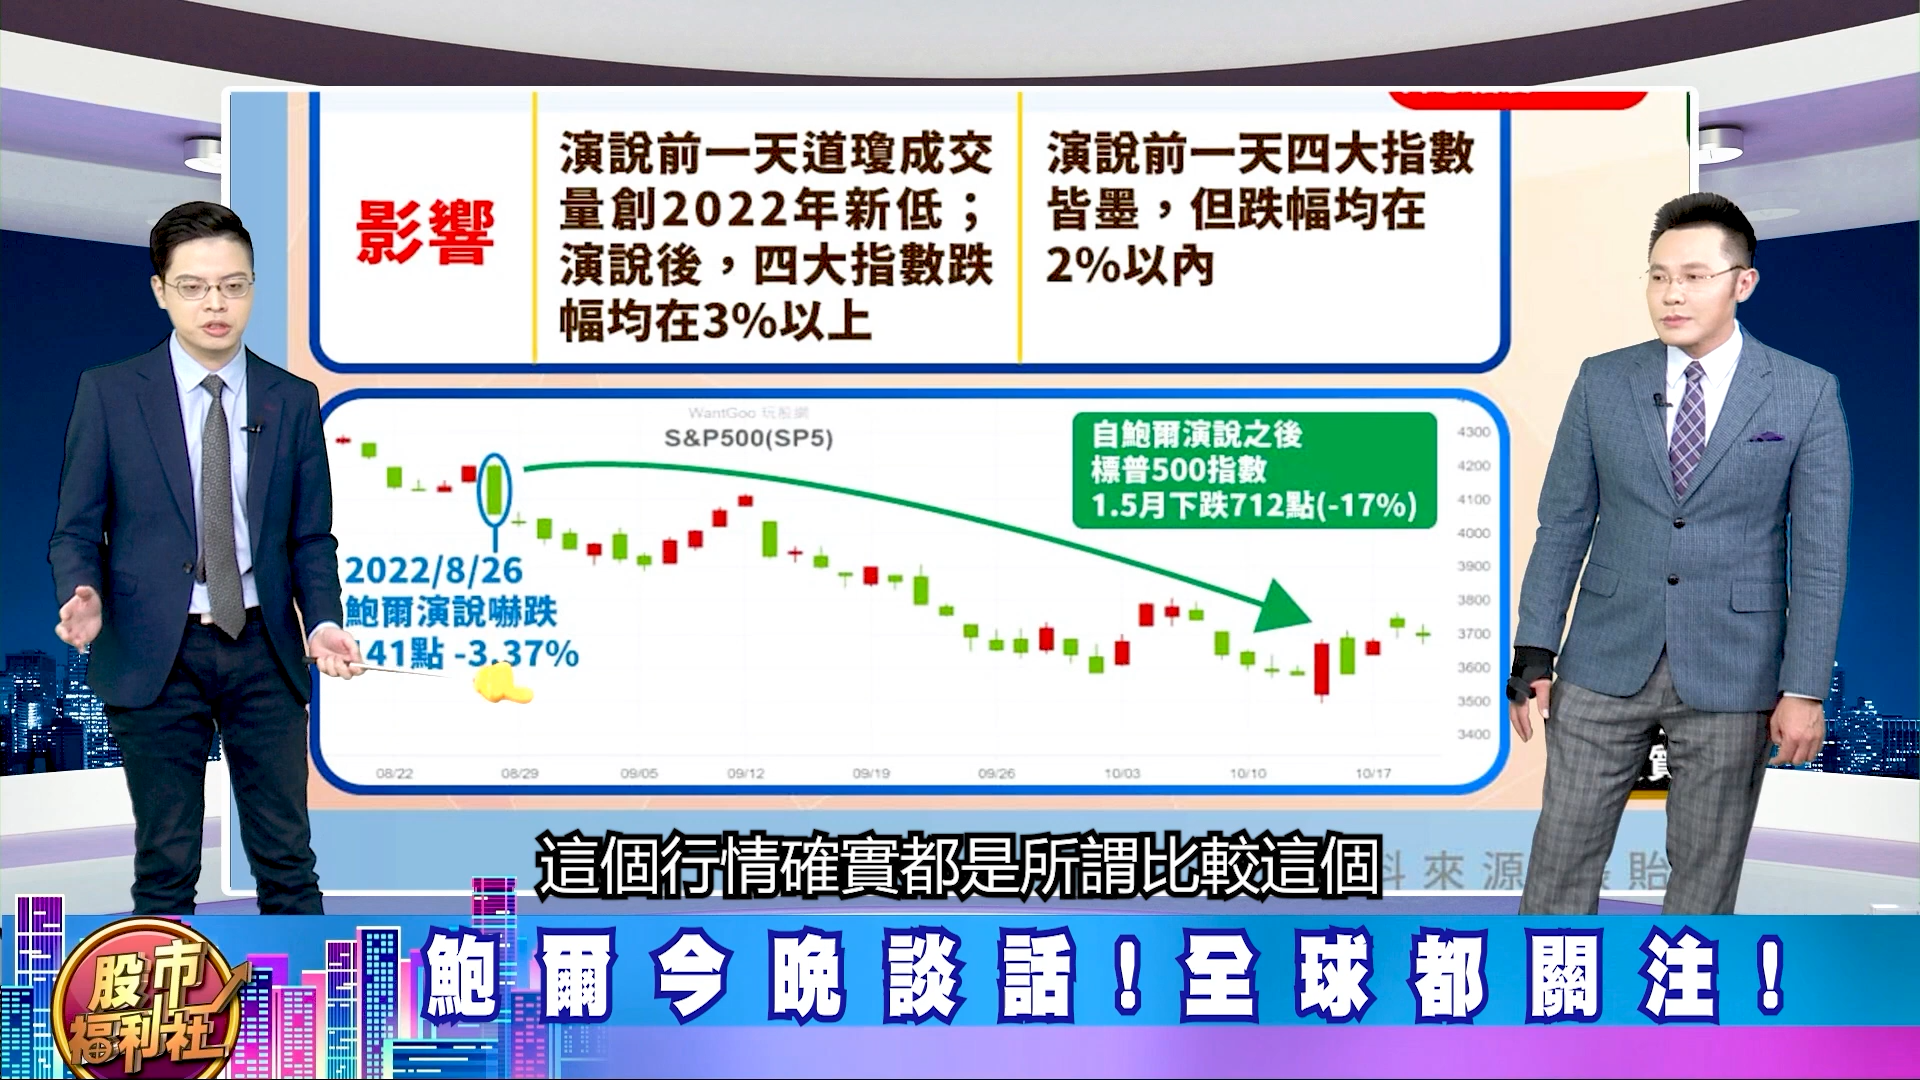 影響
演說前一天道瓊成交
量創2022年新低；
演說後，四大指數跌
幅均在3%以上
演說前一天四大指數
皆墨，但跌幅均在
2%以內
WantGoo 玩股網
S&P500(SP5)
自鮑爾演說之後
標普500指數
1.5月下跌712點(-17%)
2022/8/26
鮑爾演說嚇跌
141點 -3.37%
4300
4200
4100
4000
3900
3800
3700
3600
3500
3400
08/22
08/29
09/05
09/12
09/19
09/26
10/03
10/10
10/17
這個行情確實都是所謂比較這個
料來源
鮑爾今晚談話！全球都關注！
股市
福利社